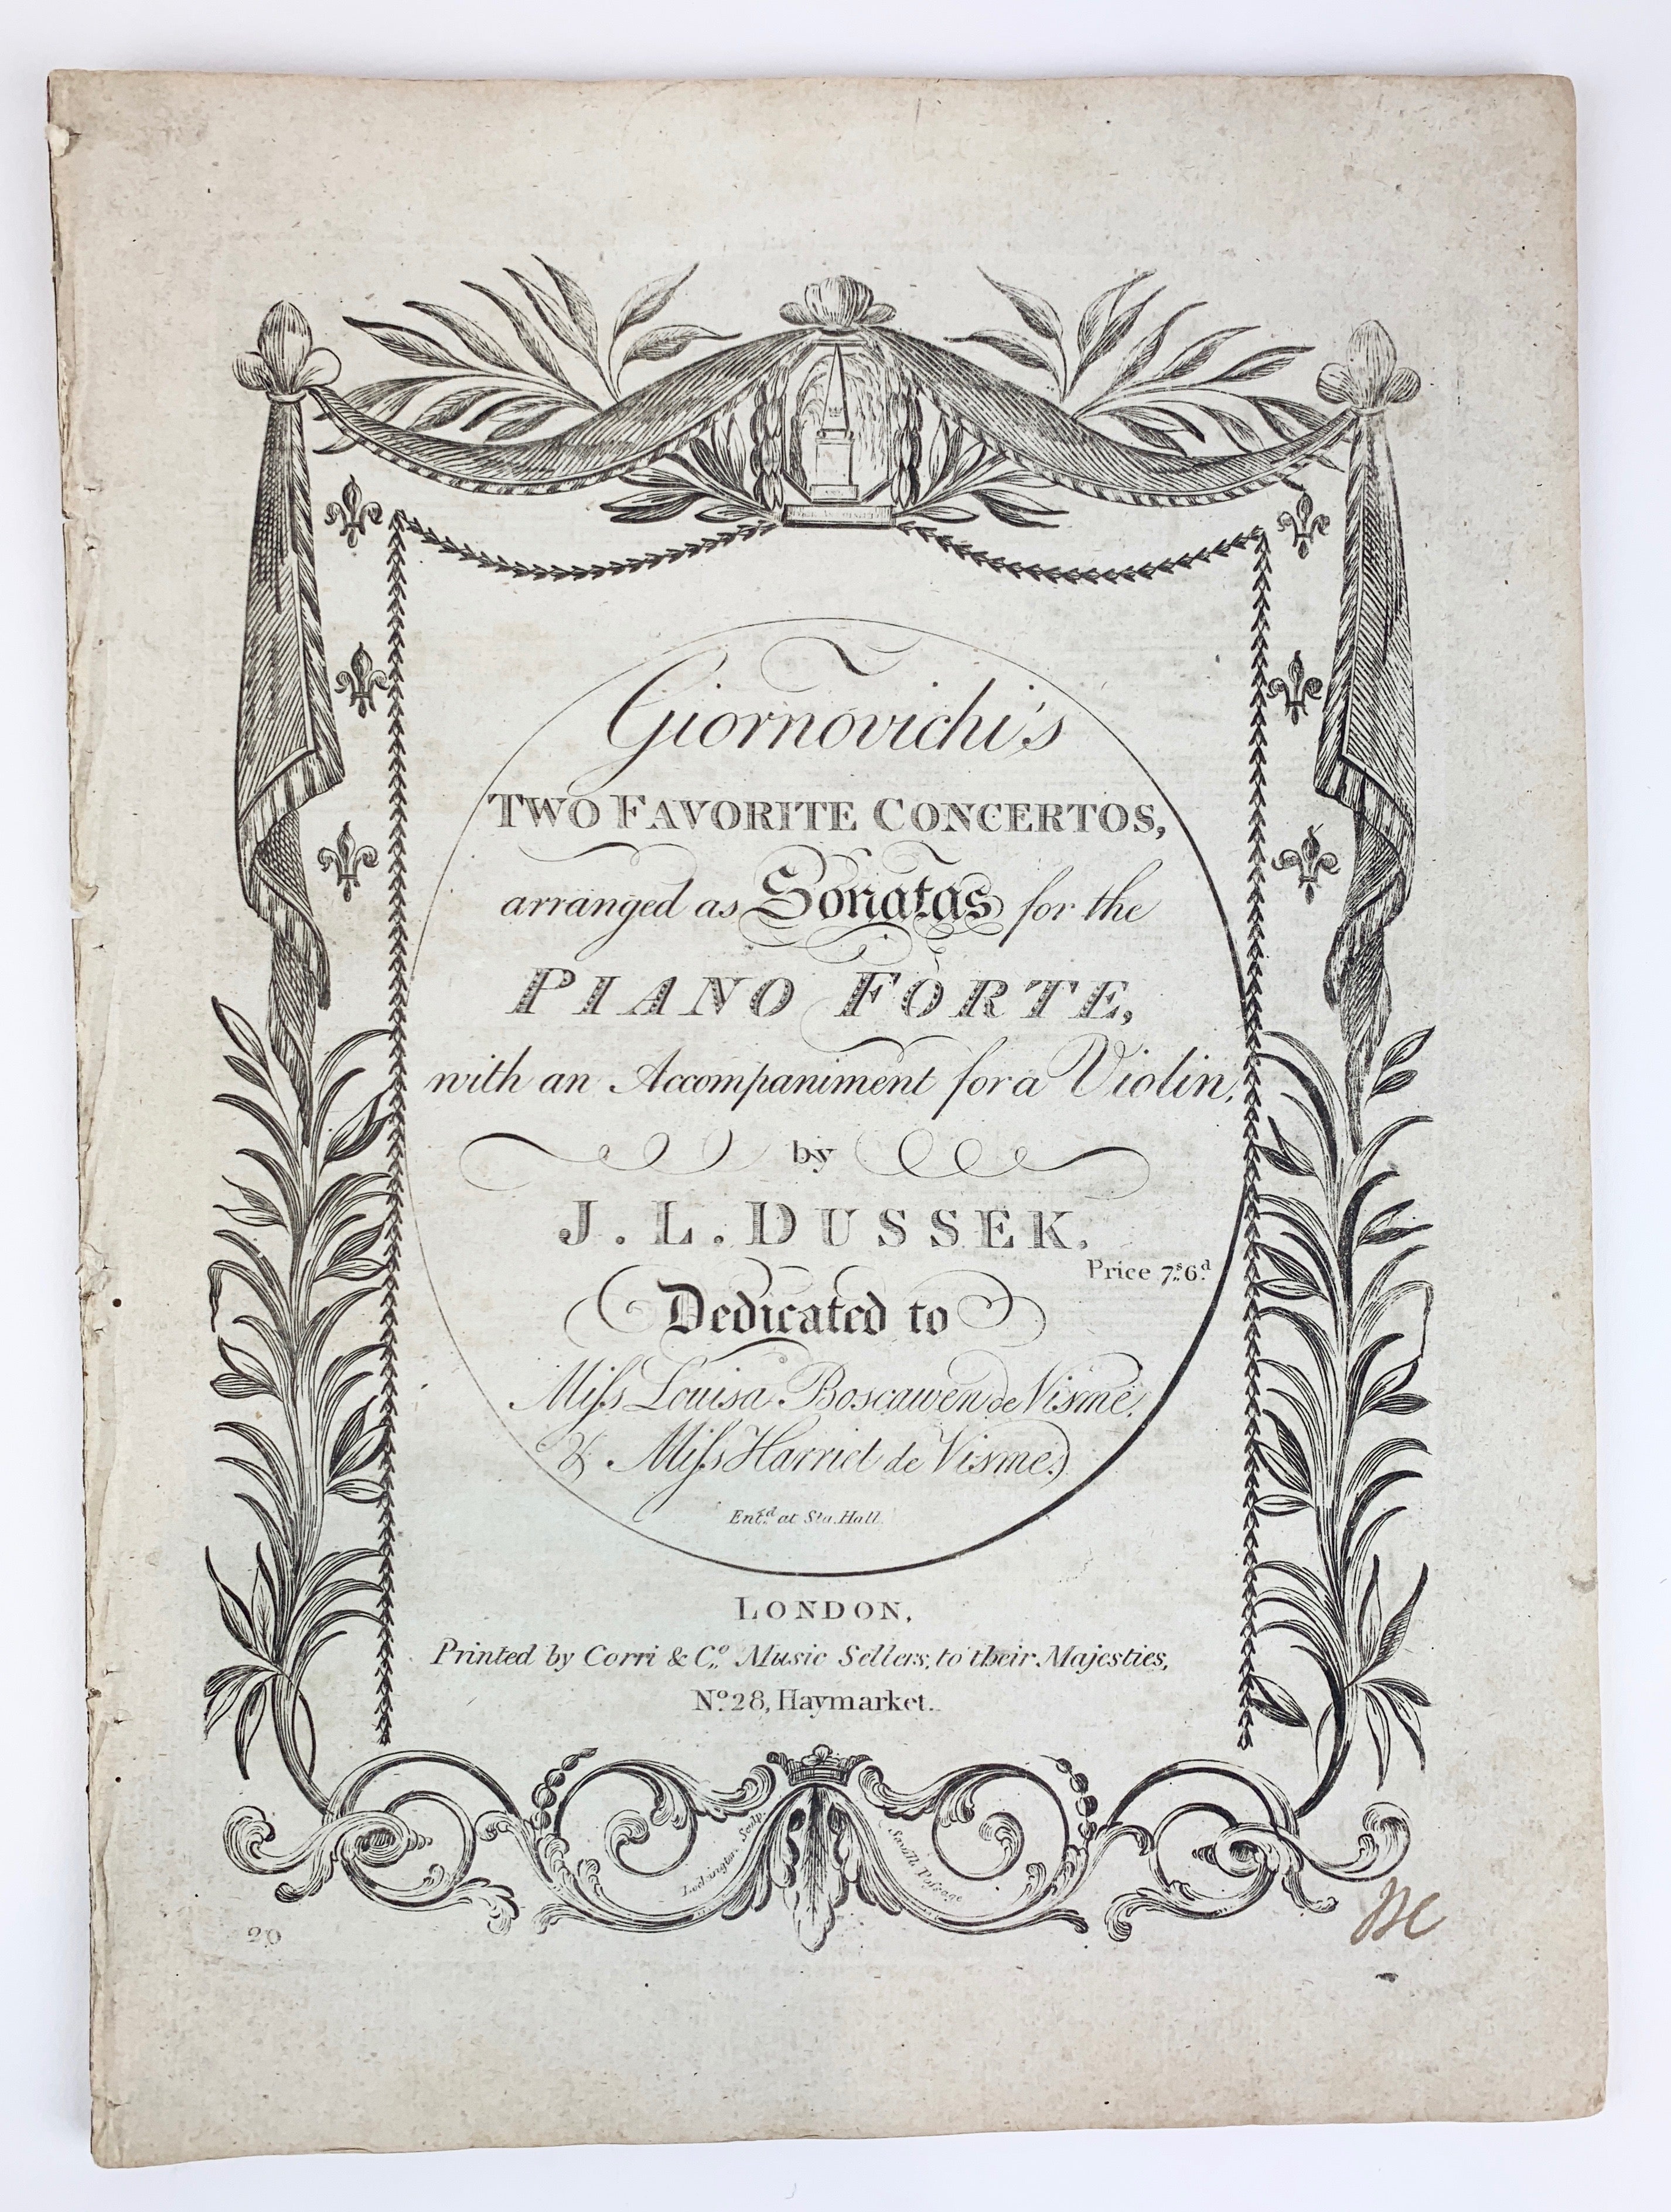 Giornovichi's
TWO FAVORITE CONCERTOS,
arranged as Sonatas for the
PIANO FORTE,
with an Accompaniment for a Violin,
by
J. L. DUSSEK.
Price 7s 6d
Dedicated to
Miſs Louisa Boscawen de Visme,
& Miſs Harriet de Visme.
Entd. at Sta. Hall.
LONDON,
Printed by Corri & Co. Music Sellers, to their Majesties,
No. 28, Haymarket.
Sculp.
Paſsage
20